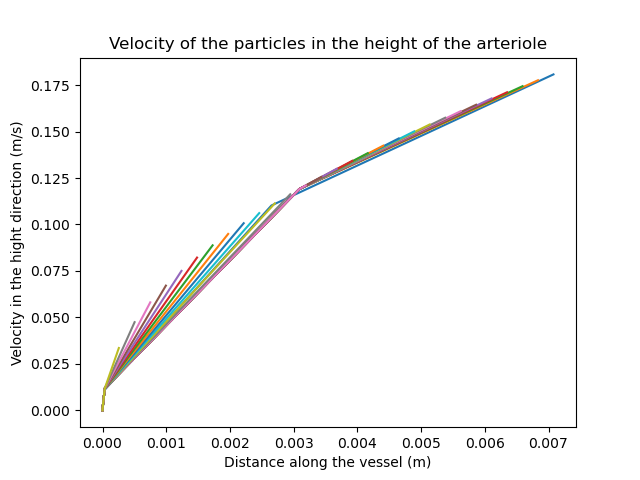 Velocity of the particles in the height of the arteriole
Velocity in the hight direction (m/s)
0.175
0.150
0.125
0.100
0.075
0.050
0.025
0.000
0.000 0.001 0.002 0.003 0.004 0.005 0.006 0.007
Distance along the vessel (m)